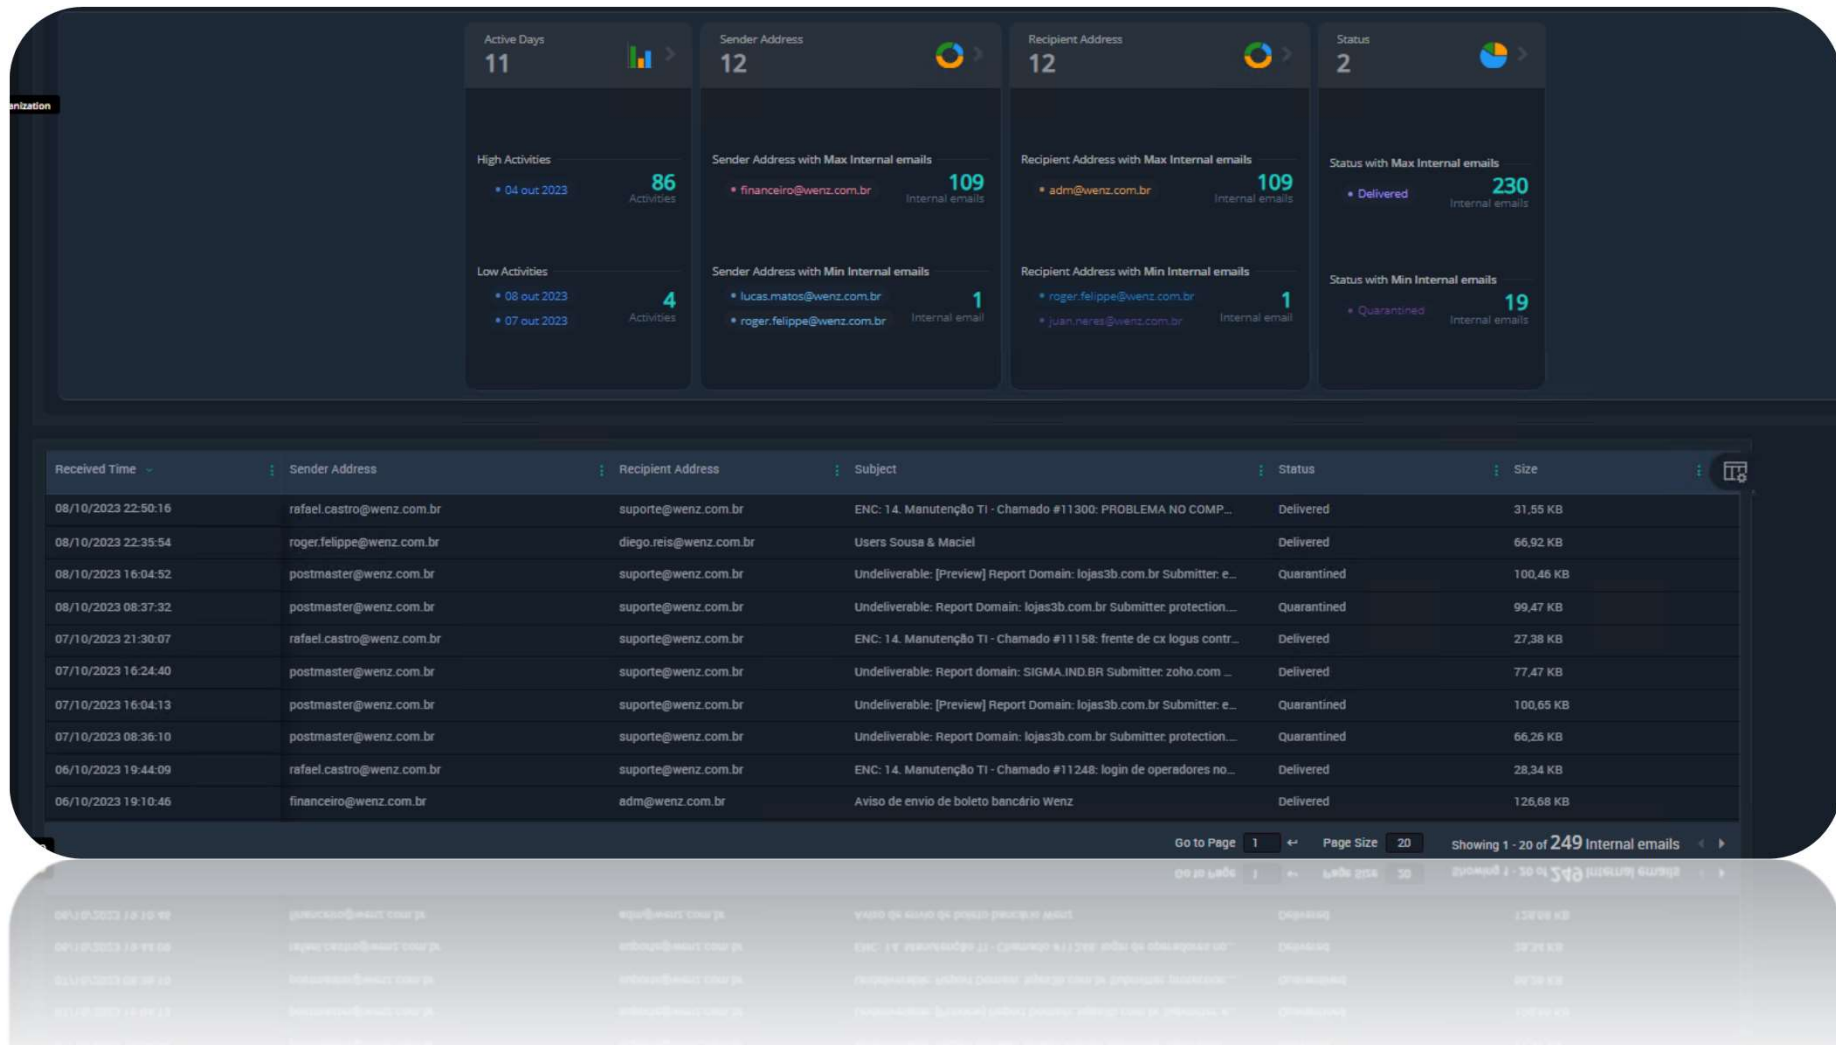 Active Days
11
Sender Address
12
Recipient Address
12
Status
2
anization
High Activities
• 04 out 2023
86
Activities
Low Activities
• 08 out 2023
• 07 out 2023
4
Activities
Sender Address with Max Internal emails
• financeiro@wenz.com.br
109
Internal emails
Sender Address with Min Internal emails
• lucas.matos@wenz.com.br
• roger.felippe@wenz.com.br
1
Internal email
Recipient Address with Max Internal emails
• adm@wenz.com.br
109
Internal emails
Recipient Address with Min Internal emails
• roger.felippe@wenz.com.br
• juan.neres@wenz.com.br
1
Internal email
Status with Max Internal emails
• Delivered
230
Internal emails
Status with Min Internal emails
• Quarantined
19
Internal emails
Received Time Sender Address Recipient Address Subject Status Size
08/10/2023 22:50:16 rafael.castro@wenz.com.br suporte@wenz.com.br ENC: 14. Manutenção TI - Chamado #11300: PROBLEMA NO COMP... Delivered 31,55 KB
08/10/2023 22:35:54 roger.felippe@wenz.com.br diego.reis@wenz.com.br Users Sousa & Maciel Delivered 66,92 KB
08/10/2023 16:04:52 postmaster@wenz.com.br suporte@wenz.com.br Undeliverable: [Preview] Report Domain: lojas3b.com.br Submitter: e... Quarantined 100,46 KB
08/10/2023 08:37:32 postmaster@wenz.com.br suporte@wenz.com.br Undeliverable: Report Domain: lojas3b.com.br Submitter: protection.... Quarantined 99,47 KB
07/10/2023 21:30:07 rafael.castro@wenz.com.br suporte@wenz.com.br ENC: 14. Manutenção TI - Chamado #11158: frente de cx logus contr... Delivered 27,38 KB
07/10/2023 16:24:40 postmaster@wenz.com.br suporte@wenz.com.br Undeliverable: Report domain: SIGMA.IND.BR Submitter: zoho.com ... Delivered 77,47 KB
07/10/2023 16:04:13 postmaster@wenz.com.br suporte@wenz.com.br Undeliverable: [Preview] Report Domain: lojas3b.com.br Submitter: e... Quarantined 100,65 KB
07/10/2023 08:36:10 postmaster@wenz.com.br suporte@wenz.com.br Undeliverable: Report Domain: lojas3b.com.br Submitter: protection.... Quarantined 66,26 KB
06/10/2023 19:44:09 rafael.castro@wenz.com.br suporte@wenz.com.br ENC: 14. Manutenção TI - Chamado #11248: login de operadores no... Delivered 28,34 KB
06/10/2023 19:10:46 financeiro@wenz.com.br adm@wenz.com.br Aviso de envio de boleto bancário Wenz Delivered 126,68 KB
Go to Page 1 Page Size 20 Showing 1 - 20 of 249 Internal emails